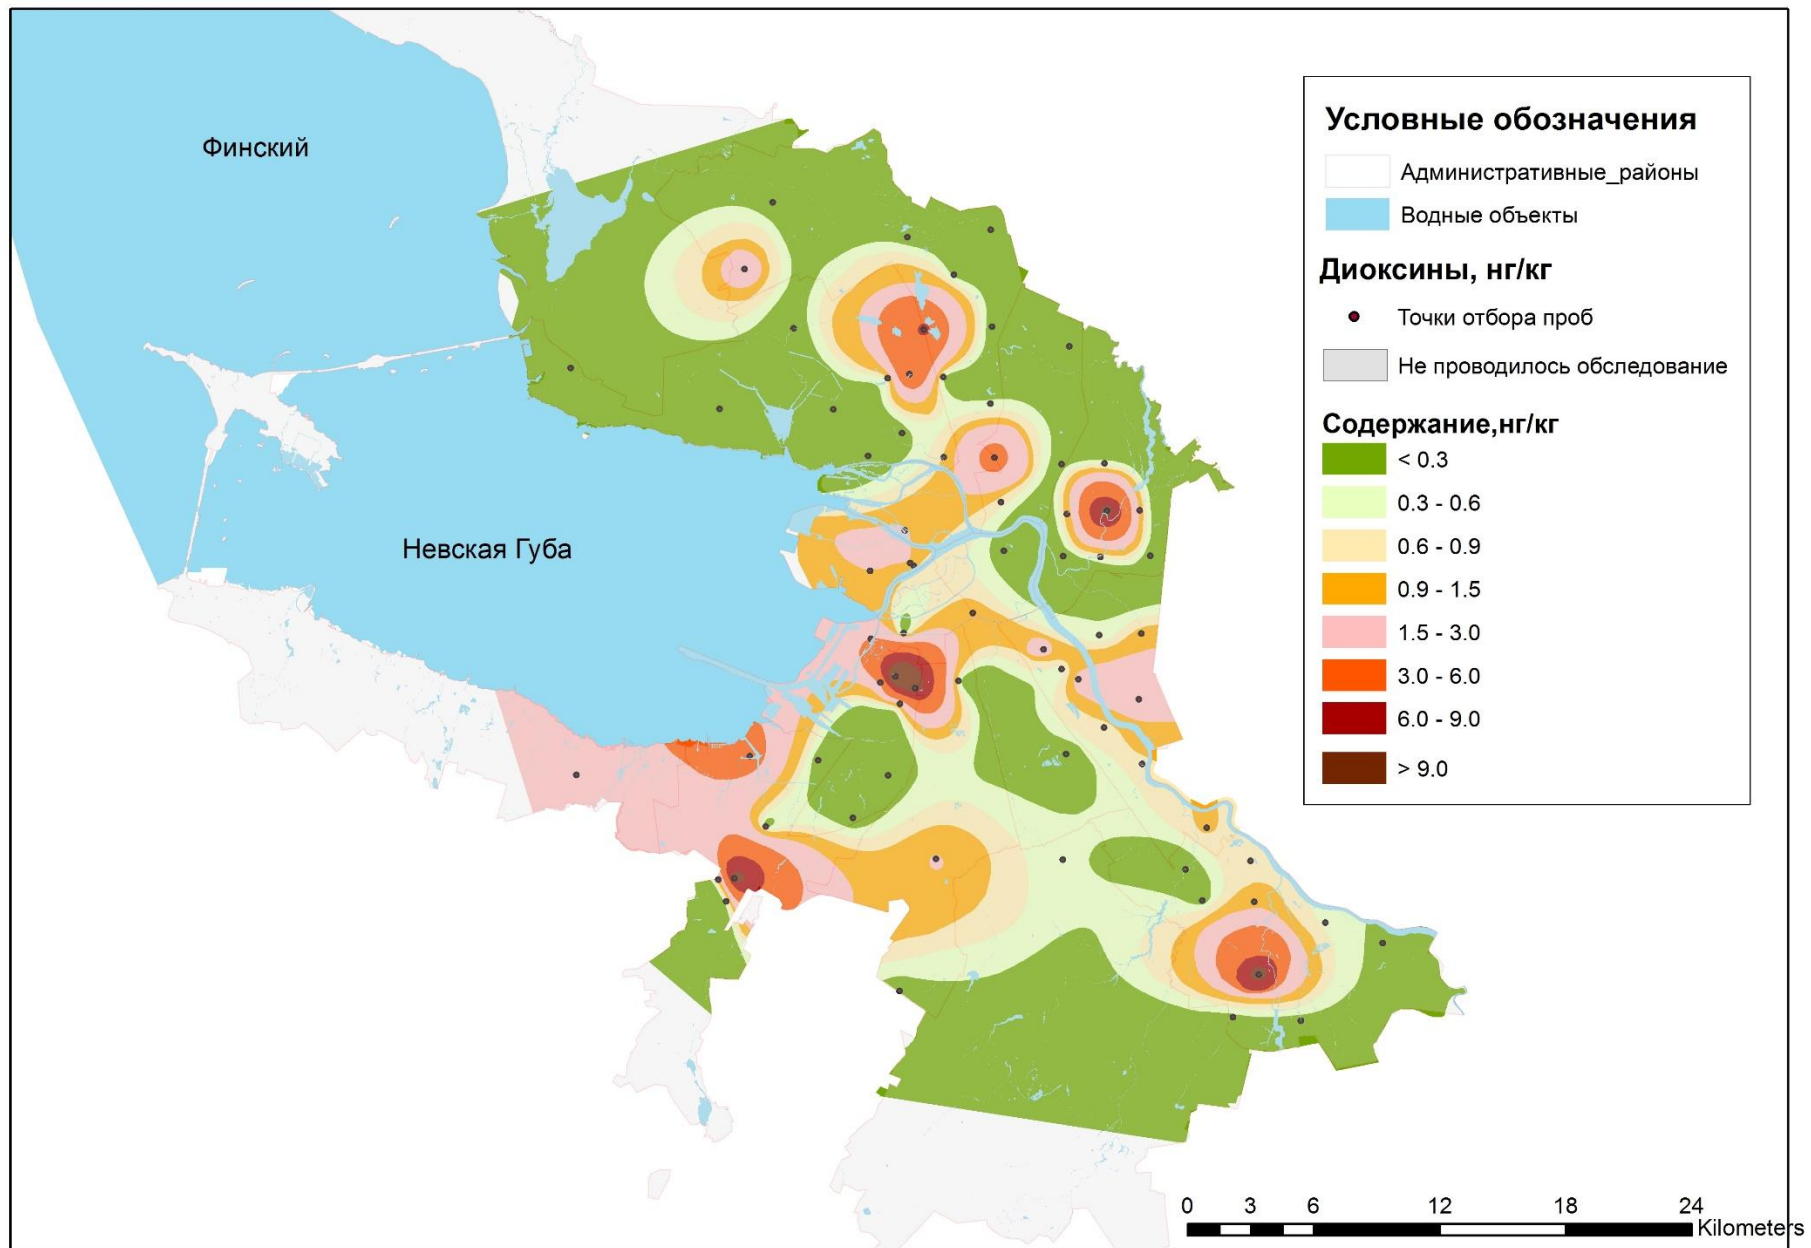 Финский
Невская Губа
Условные обозначения
Административные_районы
Водные объекты
Диоксины, нг/кг
Точки отбора проб
Не проводилось обследование
Содержание,нг/кг
< 0.3
0.3 - 0.6
0.6 - 0.9
0.9 - 1.5
1.5 - 3.0
3.0 - 6.0
6.0 - 9.0
> 9.0
0 3 6 12 18 24
Kilometers